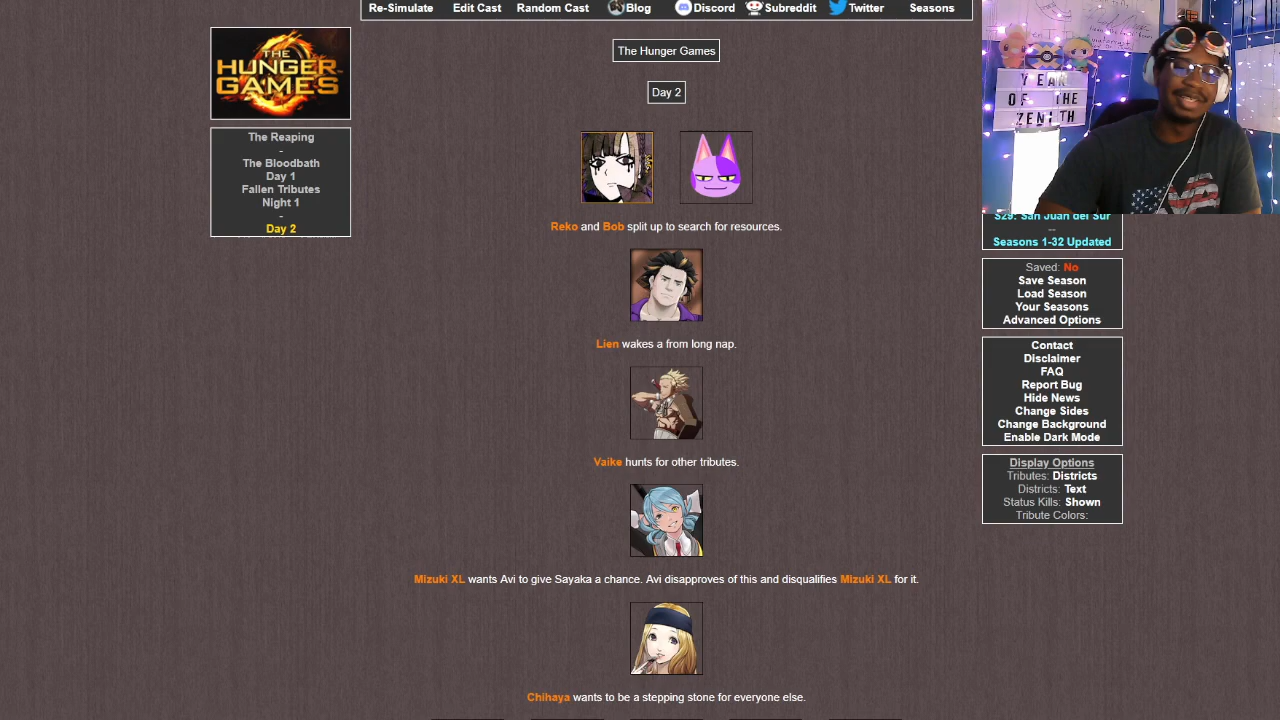 Re-Simulate Edit Cast Random Cast Blog Discord Subreddit Twitter Seasons
THE
HUNGER
GAMES
The Reaping
-
The Bloodbath
Day 1
Fallen Tributes
Night 1
-
Day 2
The Hunger Games
Day 2
Reko and Bob split up to search for resources.
Lien wakes a from long nap.
Vaike hunts for other tributes.
Mizuki XL wants Avi to give Sayaka a chance. Avi disapproves of this and disqualifies Mizuki XL for it.
Chihaya wants to be a stepping stone for everyone else.
YEAR
OF THE
ZENITH
S29: San Juan del Sur
--
Seasons 1-32 Updated
Saved: No
Save Season
Load Season
Your Seasons
Advanced Options
Contact
Disclaimer
FAQ
Report Bug
Hide News
Change Sides
Change Background
Enable Dark Mode
Display Options
Tributes: Districts
Districts: Text
Status Kills: Shown
Tribute Colors: